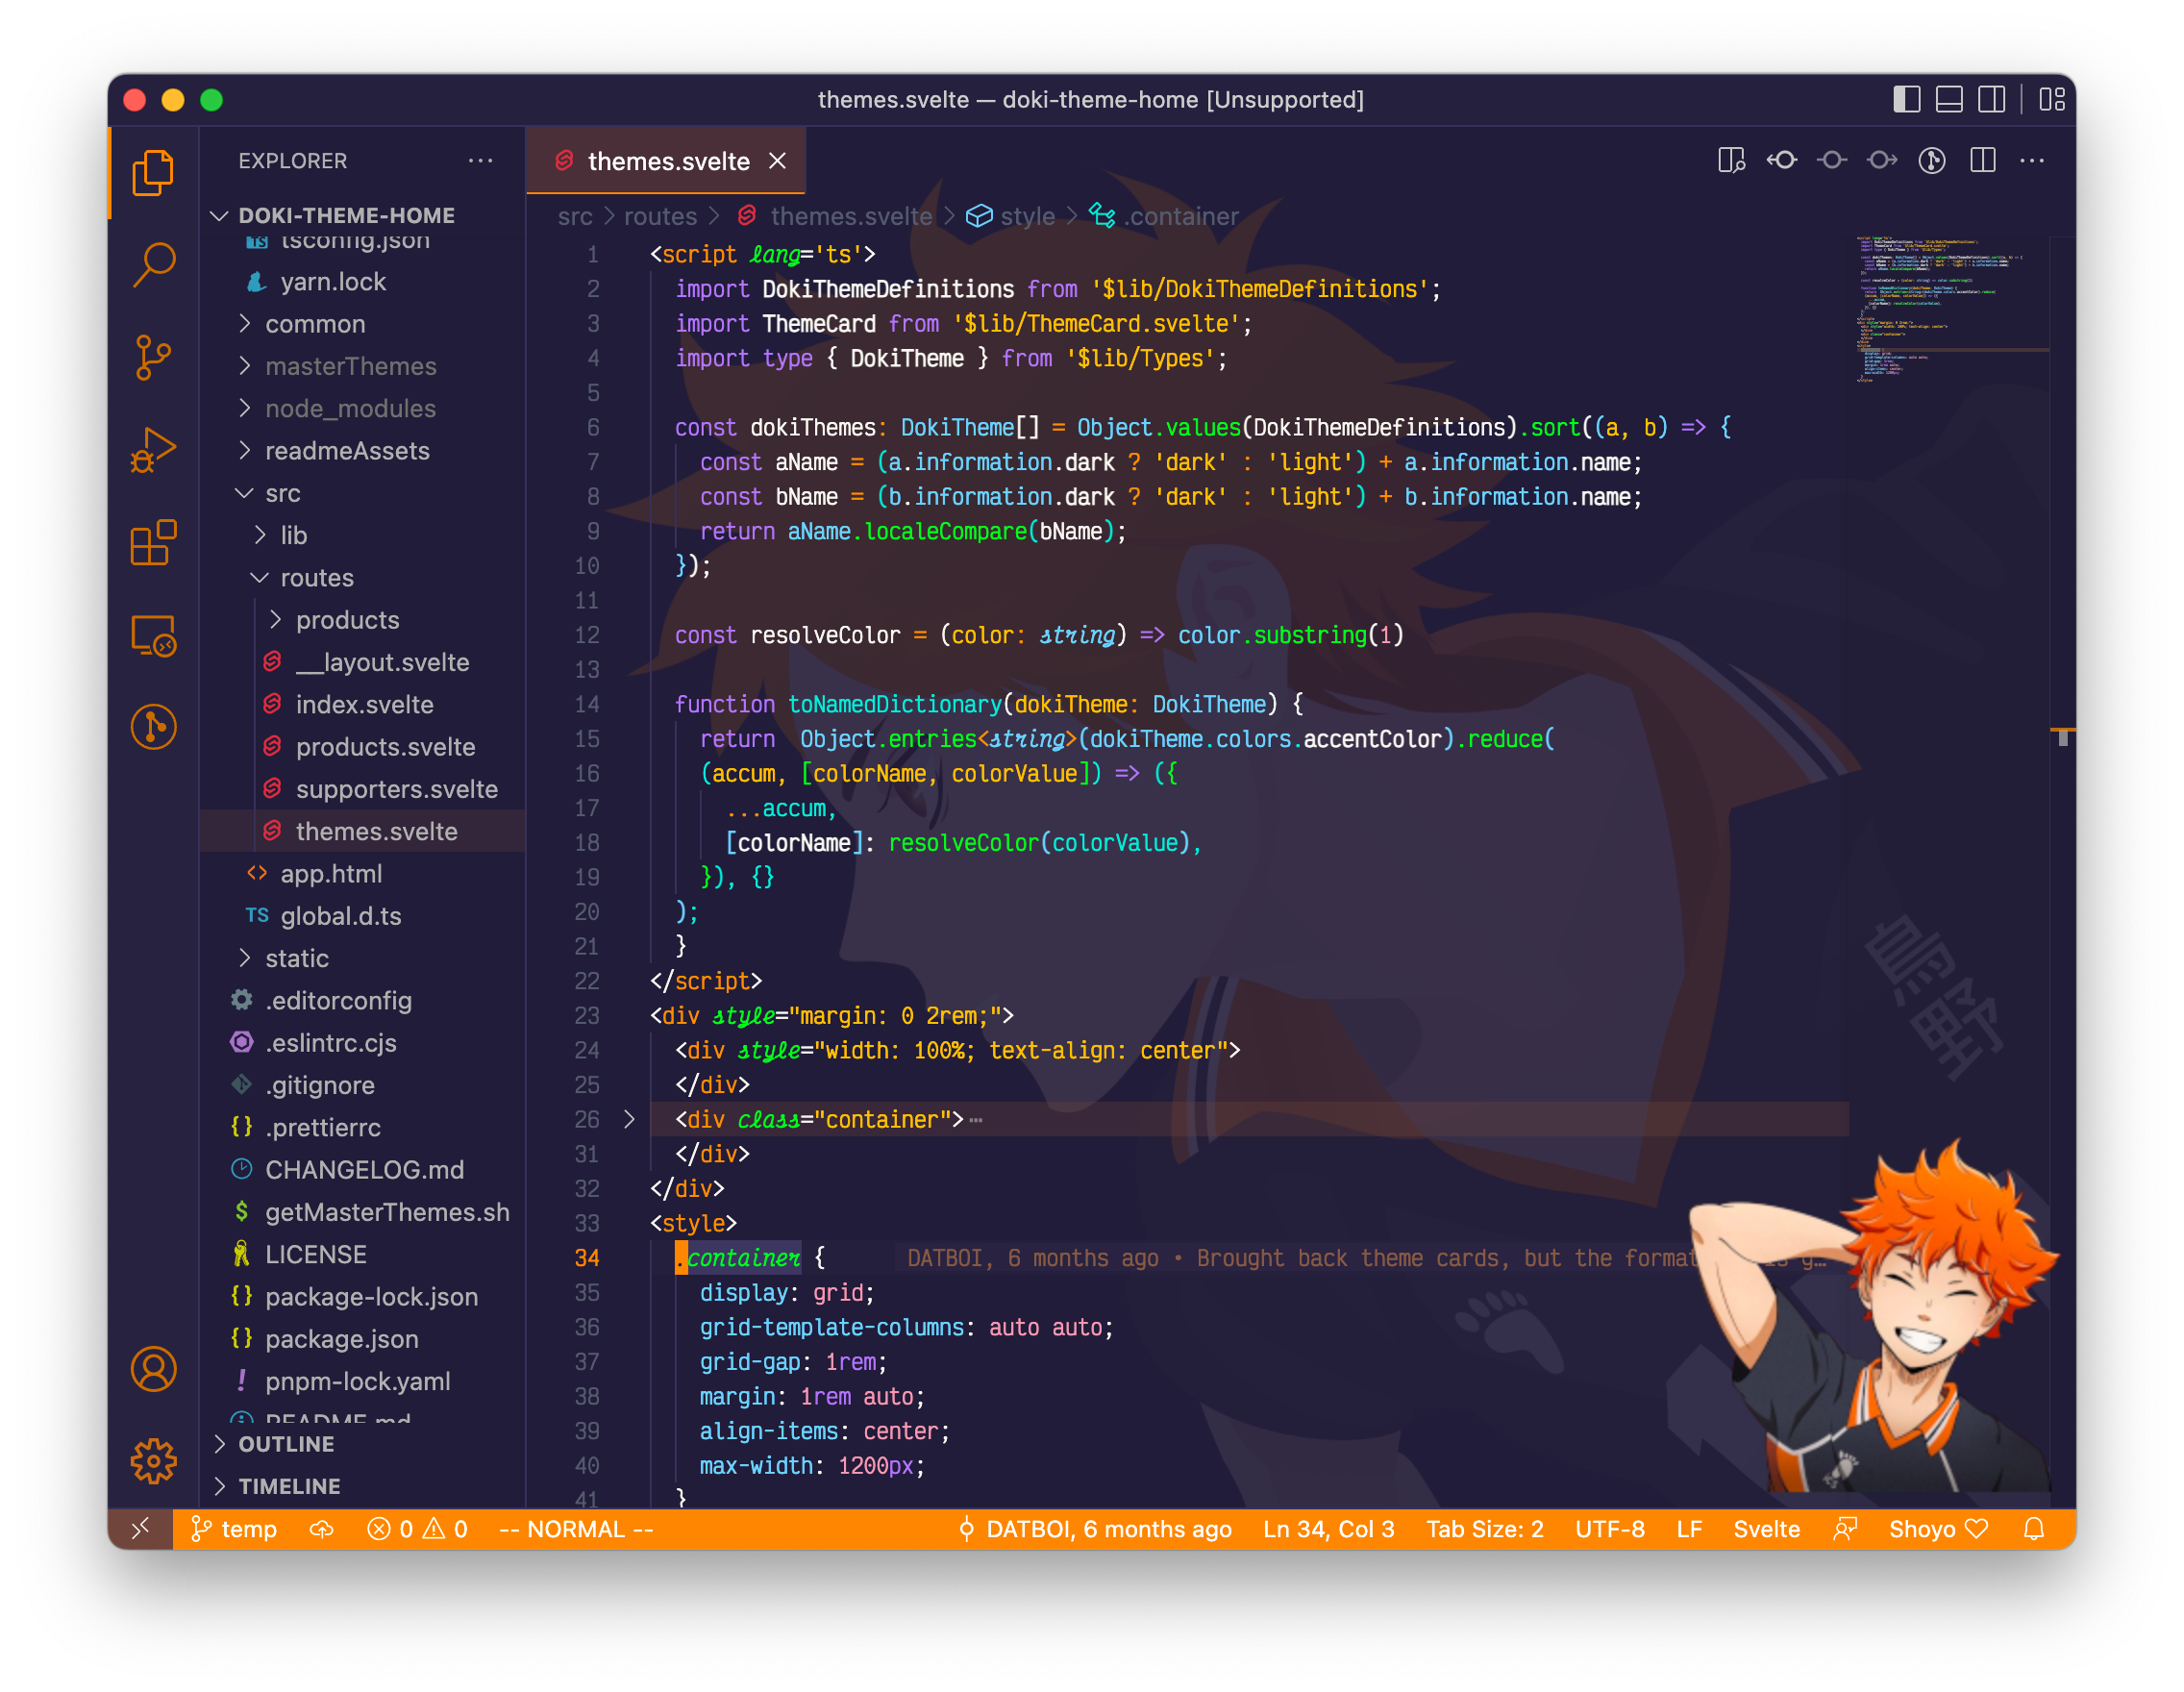 themes.svelte — doki-theme-home [Unsupported]
EXPLORER
DOKI-THEME-HOME
tsconfig.json
yarn.lock
common
masterThemes
node_modules
readmeAssets
src
lib
routes
products
__layout.svelte
index.svelte
products.svelte
supporters.svelte
themes.svelte
app.html
TS global.d.ts
static
.editorconfig
.eslintrc.cjs
.gitignore
.prettierrc
CHANGELOG.md
getMasterThemes.sh
LICENSE
package-lock.json
package.json
pnpm-lock.yaml
README.md
OUTLINE
TIMELINE
themes.svelte
src > routes > themes.svelte > style > .container
1 <script lang='ts'>
2 import DokiThemeDefinitions from '$lib/DokiThemeDefinitions';
3 import ThemeCard from '$lib/ThemeCard.svelte';
4 import type { DokiTheme } from '$lib/Types';
5
6 const dokiThemes: DokiTheme[] = Object.values(DokiThemeDefinitions).sort((a, b) => {
7 const aName = (a.information.dark ? 'dark' : 'light') + a.information.name;
8 const bName = (b.information.dark ? 'dark' : 'light') + b.information.name;
9 return aName.localeCompare(bName);
10 });
11
12 const resolveColor = (color: string) => color.substring(1)
13
14 function toNamedDictionary(dokiTheme: DokiTheme) {
15 return  Object.entries<string>(dokiTheme.colors.accentColor).reduce(
16 (accum, [colorName, colorValue]) => ({
17 ...accum,
18 [colorName]: resolveColor(colorValue),
19 }), {}
20 );
21 }
22 </script>
23 <div style="margin: 0 2rem;">
24 <div style="width: 100%; text-align: center">
25 </div>
26 <div class="container">⋯
31 </div>
32 </div>
33 <style>
34 .container { DATBOI, 6 months ago • Brought back theme cards, but the format
35 display: grid;
36 grid-template-columns: auto auto;
37 grid-gap: 1rem;
38 margin: 1rem auto;
39 align-items: center;
40 max-width: 1200px;
41 }
烏野
temp 0 0 -- NORMAL -- DATBOI, 6 months ago Ln 34, Col 3 Tab Size: 2 UTF-8 LF Svelte Shoyo ♡